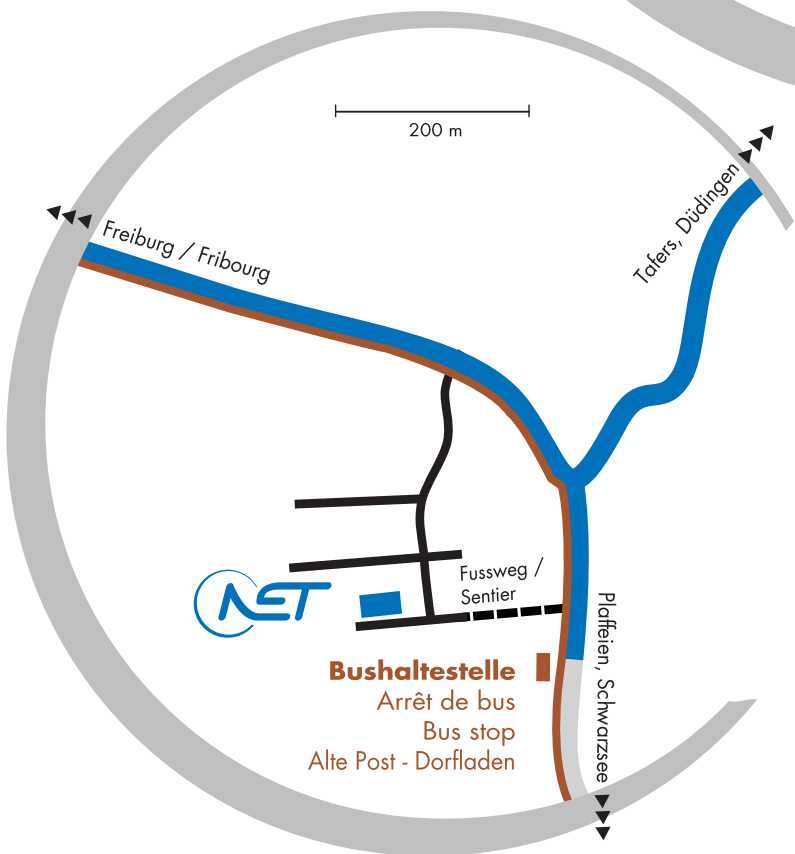 200 m
Tafers, Düdingen
Freiburg / Fribourg
Fussweg /
Sentier
NET
Plaffeien, Schwarzsee
Bushaltestelle
Arrêt de bus
Bus stop
Alte Post - Dorfladen